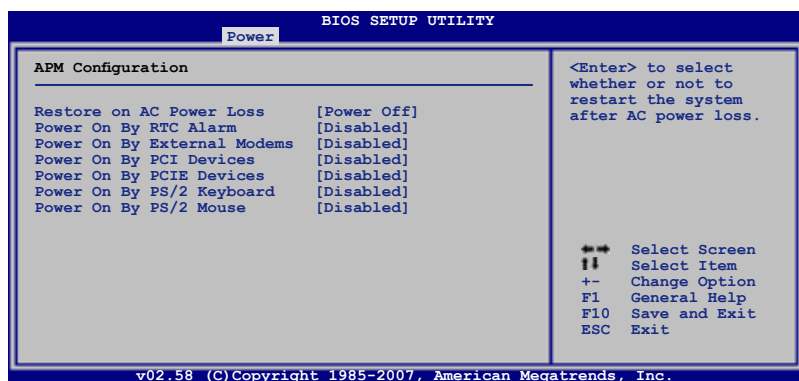 BIOS SETUP UTILITY
Power
APM Configuration
Restore on AC Power Loss [Power Off]
Power On By RTC Alarm [Disabled]
Power On By External Modems [Disabled]
Power On By PCI Devices [Disabled]
Power On By PCIE Devices [Disabled]
Power On By PS/2 Keyboard [Disabled]
Power On By PS/2 Mouse [Disabled]
<Enter> to select
whether or not to
restart the system
after AC power loss.
Select Screen
Select Item
+- Change Option
F1 General Help
F10 Save and Exit
ESC Exit
v02.58 (C)Copyright 1985-2007, American Megatrends, Inc.